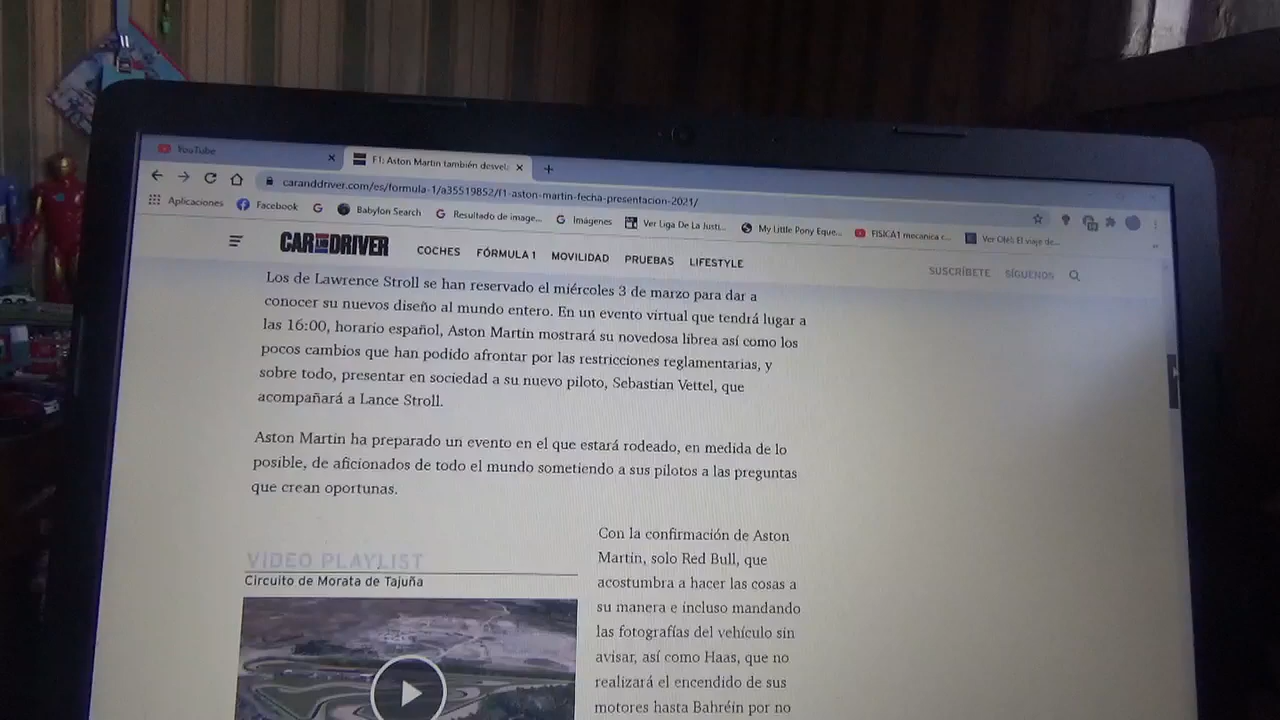 YouTube
F1: Aston Martin también desvel
caranddriver.com/es/formula-1/a35519852/f1-aston-martin-fecha-presentacion-2021/
Aplicaciones Facebook Babylon Search Resultado de image... Imágenes Ver Liga De La Justi... My Little Pony Eque... FISICA1 mecanica c... Ver Olés El viaje de...
CAR AND DRIVER COCHES FÓRMULA 1 MOVILIDAD PRUEBAS LIFESTYLE SUSCRÍBETE SÍGUENOS
Los de Lawrence Stroll se han reservado el miércoles 3 de marzo para dar a
conocer su nuevos diseño al mundo entero. En un evento virtual que tendrá lugar a
las 16:00, horario español, Aston Martin mostrará su novedosa librea así como los
pocos cambios que han podido afrontar por las restricciones reglamentarias, y
sobre todo, presentar en sociedad a su nuevo piloto, Sebastian Vettel, que
acompañará a Lance Stroll.
Aston Martin ha preparado un evento en el que estará rodeado, en medida de lo
posible, de aficionados de todo el mundo sometiendo a sus pilotos a las preguntas
que crean oportunas.
VIDEO PLAYLIST
Circuito de Morata de Tajuña
Con la confirmación de Aston
Martin, solo Red Bull, que
acostumbra a hacer las cosas a
su manera e incluso mandando
las fotografías del vehículo sin
avisar, así como Haas, que no
realizará el encendido de sus
motores hasta Bahréin por no